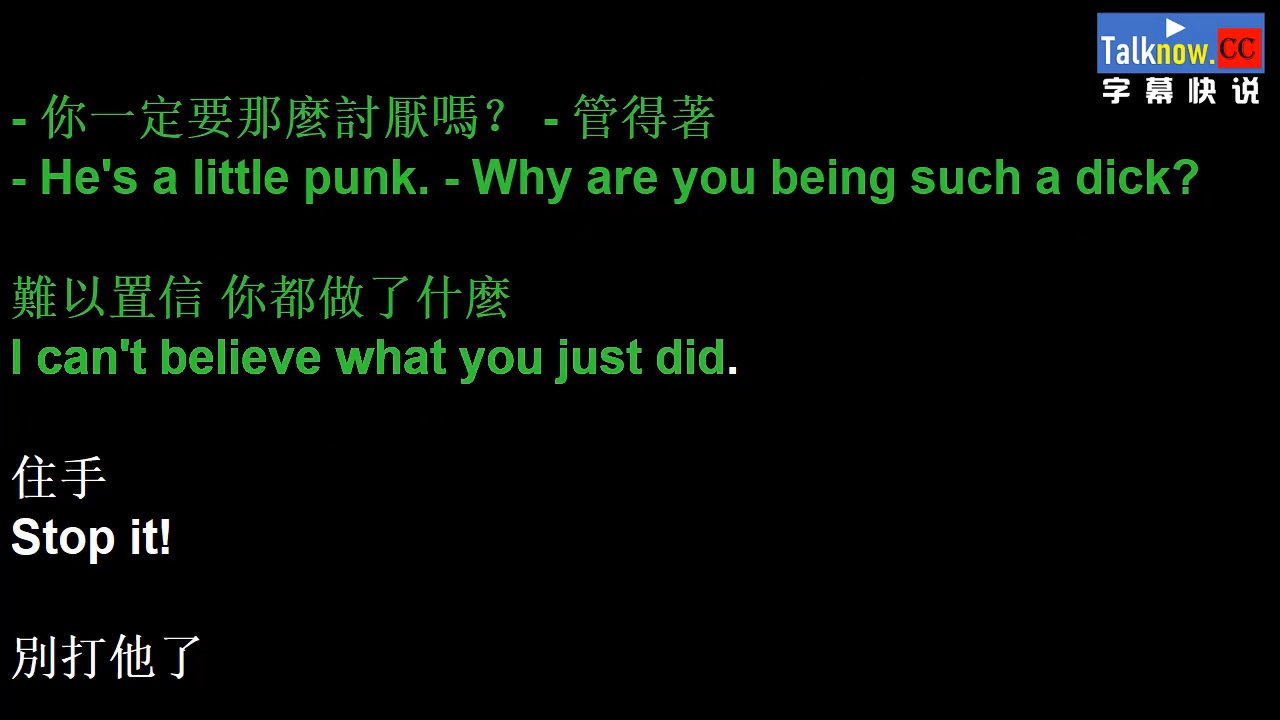 Talknow.CC
字幕快说
- 你一定要那麼討厭嗎? - 管得著
- He's a little punk. - Why are you being such a dick?
難以置信 你都做了什麼
I can't believe what you just did.
住手
Stop it!
別打他了